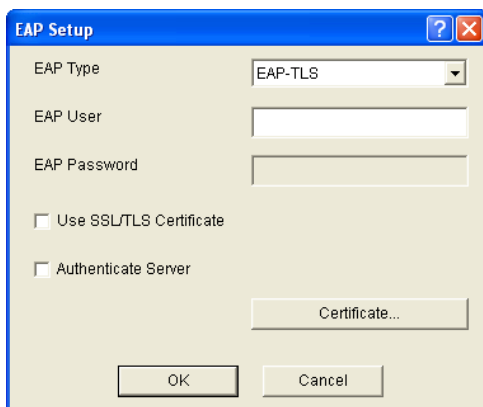 EAP Setup
EAP Type
EAP-TLS
EAP User
EAP Password
Use SSL/TLS Certificate
Authenticate Server
Certificate...
OK
Cancel